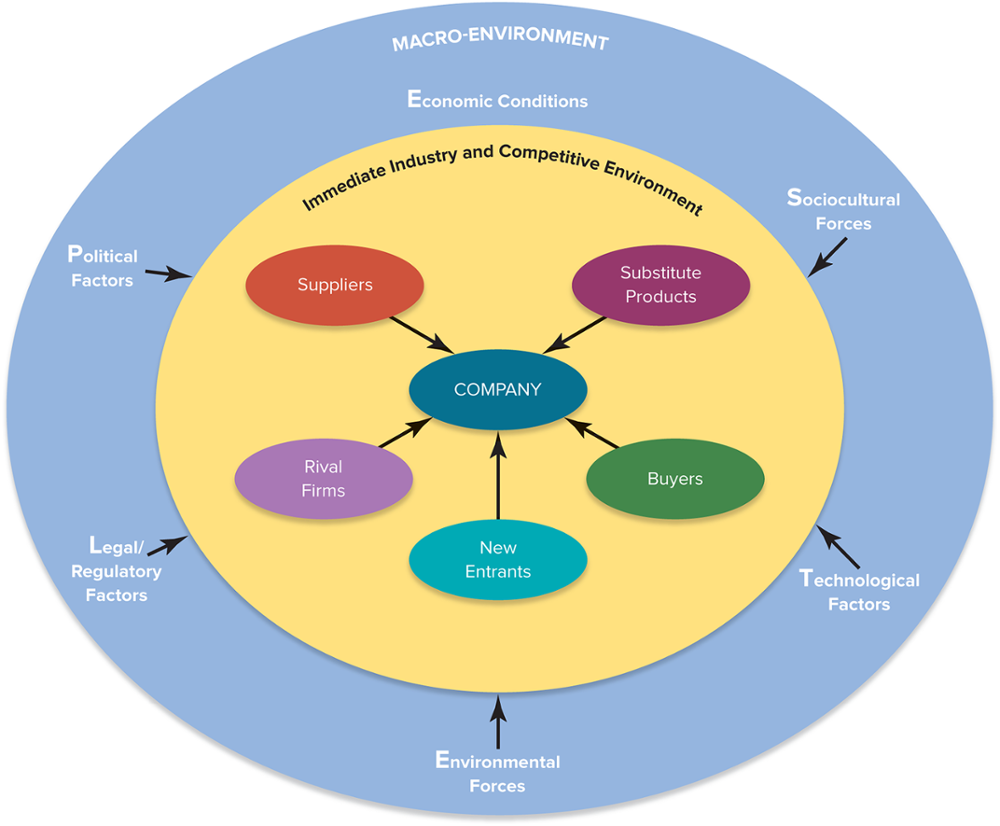 MACRO-ENVIRONMENT
Economic Conditions
Immediate Industry and Competitive Environment
Sociocultural
Forces
Political
Factors
Suppliers
Substitute
Products
COMPANY
Rival
Firms
Buyers
New
Entrants
Legal/
Regulatory
Factors
Technological
Factors
Environmental
Forces